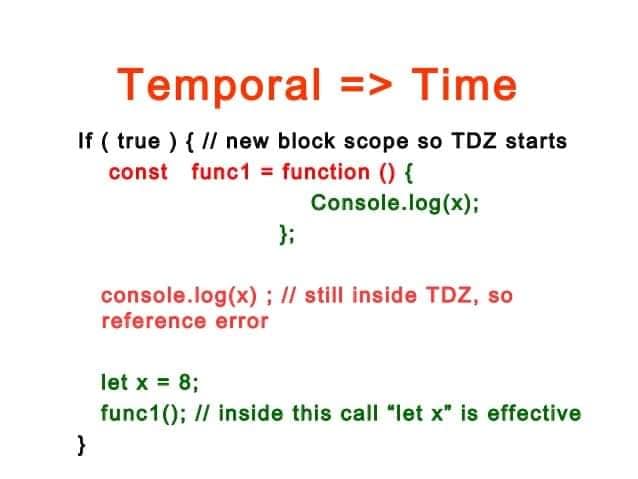 Temporal => Time
If ( true ) { // new block scope so TDZ starts
const func1 = function () {
Console.log(x);
};
console.log(x) ; // still inside TDZ, so
reference error
let x = 8;
func1(); // inside this call “let x” is effective
}